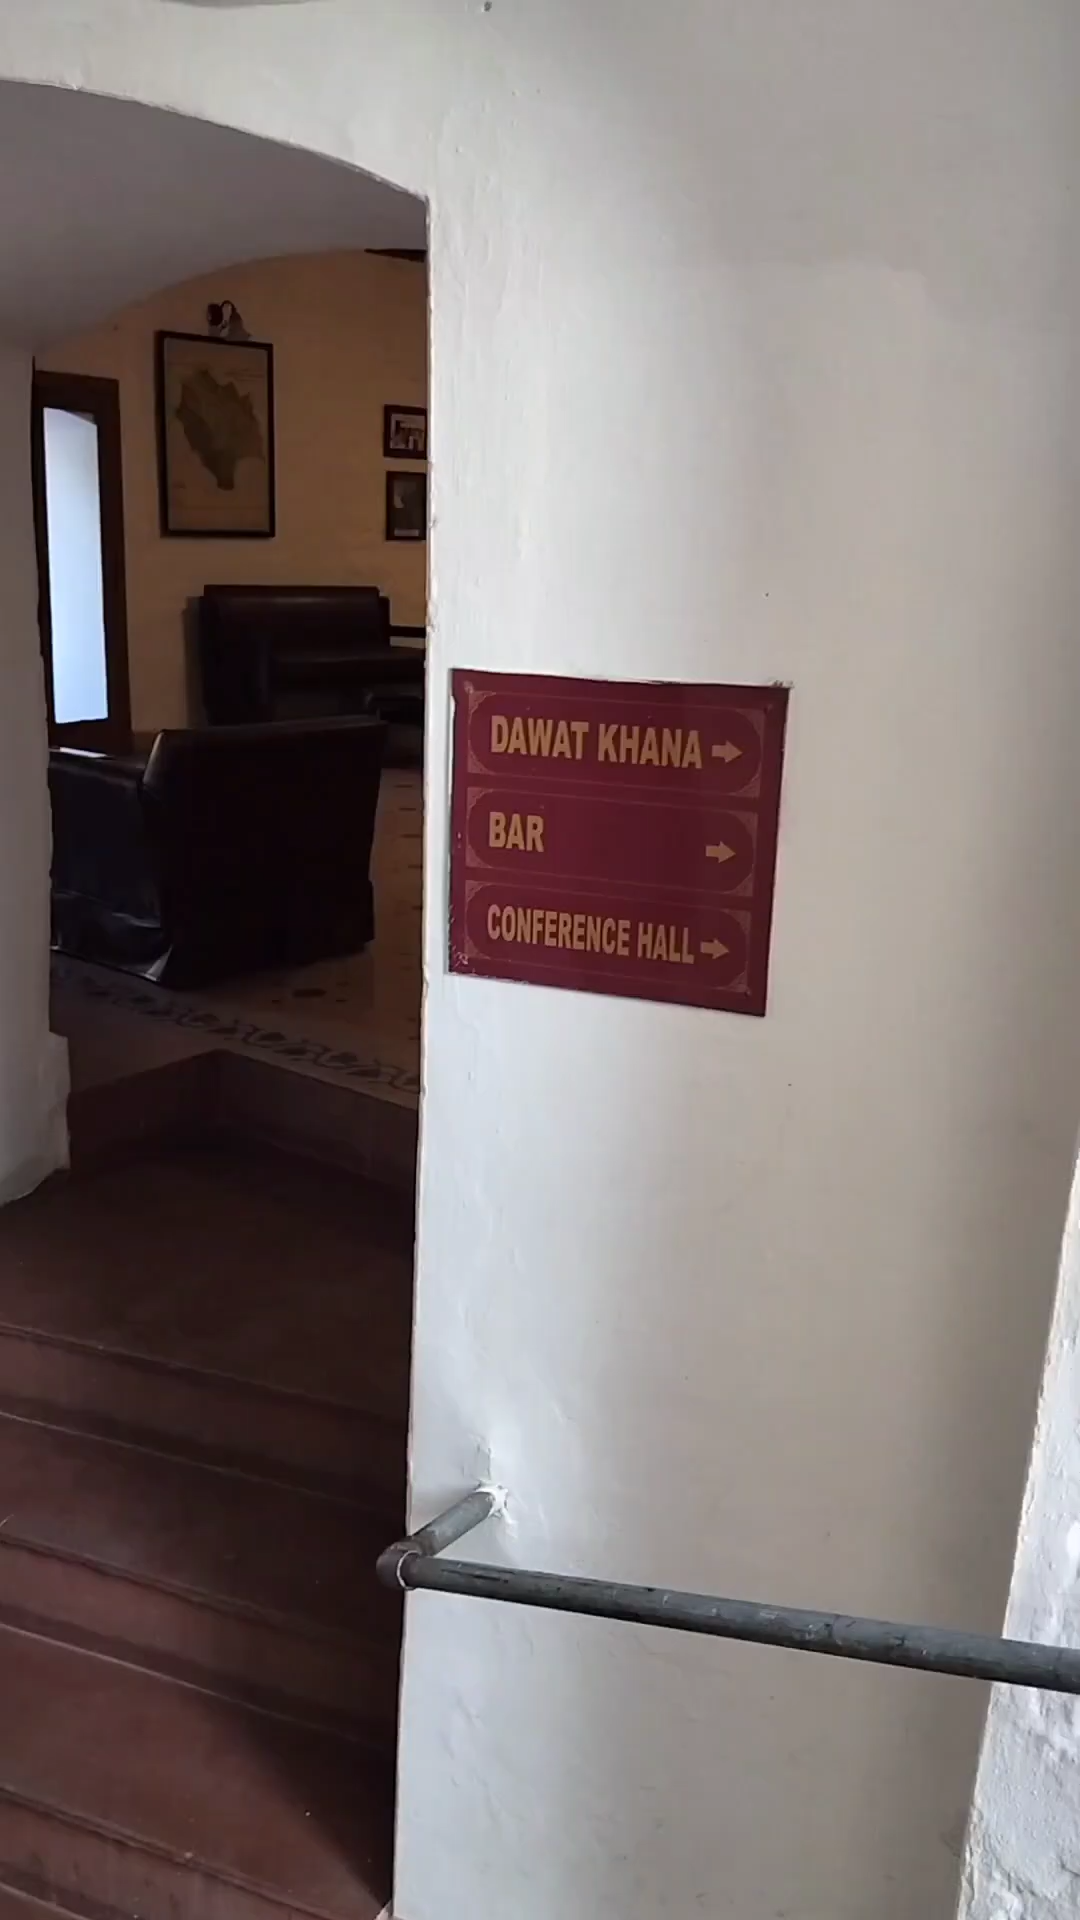 DAWAT KHANA →
BAR →
CONFERENCE HALL →